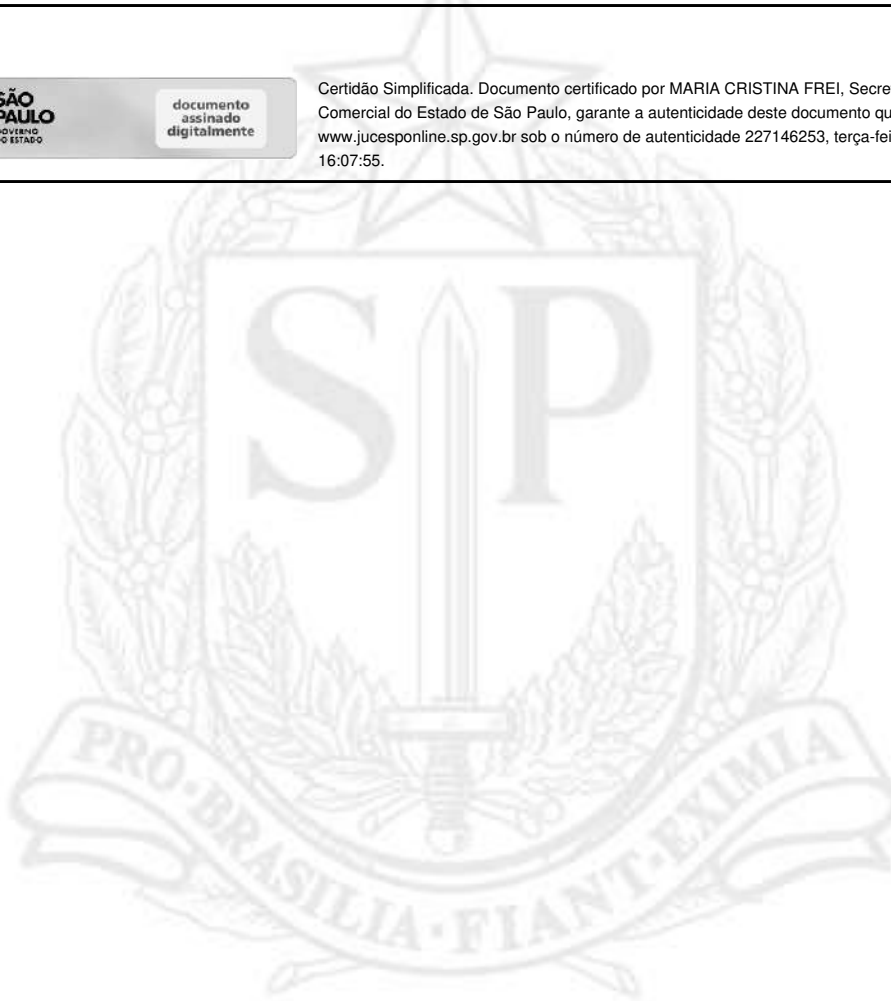 SÃO
PAULO
GOVERNO
DO ESTADO
documento
assinado
digitalmente
Certidão Simplificada. Documento certificado por MARIA CRISTINA FREI, Secre
Comercial do Estado de São Paulo, garante a autenticidade deste documento qu
www.jucesponline.sp.gov.br sob o número de autenticidade 227146253, terça-fei
16:07:55.
SP
PRO·BRASILIA·FIANT·EXIMIA